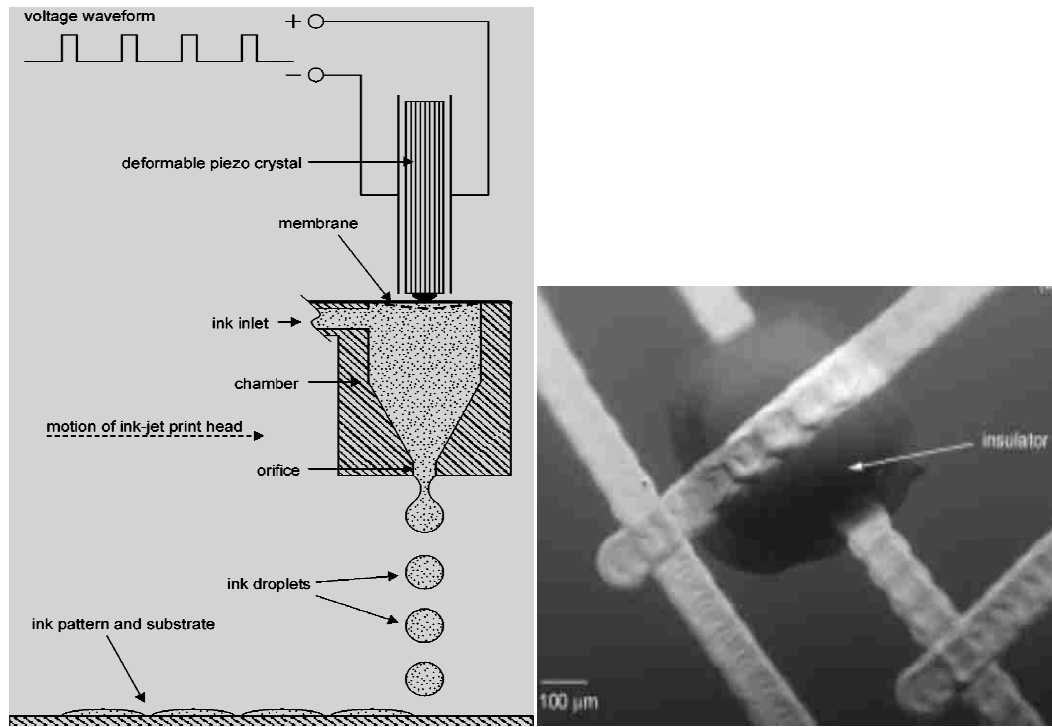 voltage waveform
+
−
deformable piezo crystal
membrane
ink inlet
chamber
motion of ink-jet print head
orifice
ink droplets
ink pattern and substrate
insulator
100 µm